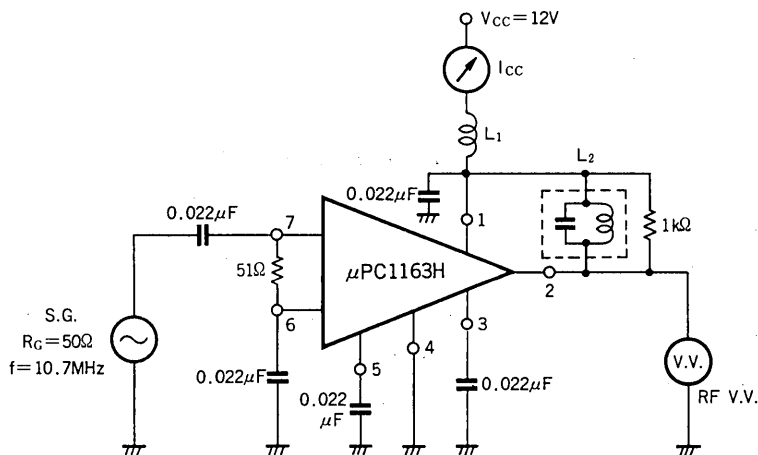 VCC=12V
ICC
L1
L2
0.022μF
0.022μF
1
7
1kΩ
51Ω
μPC1163H
2
S.G.
RG=50Ω
f=10.7MHz
6
3
4
5
V.V.
0.022μF
0.022
μF
0.022μF
RF V.V.